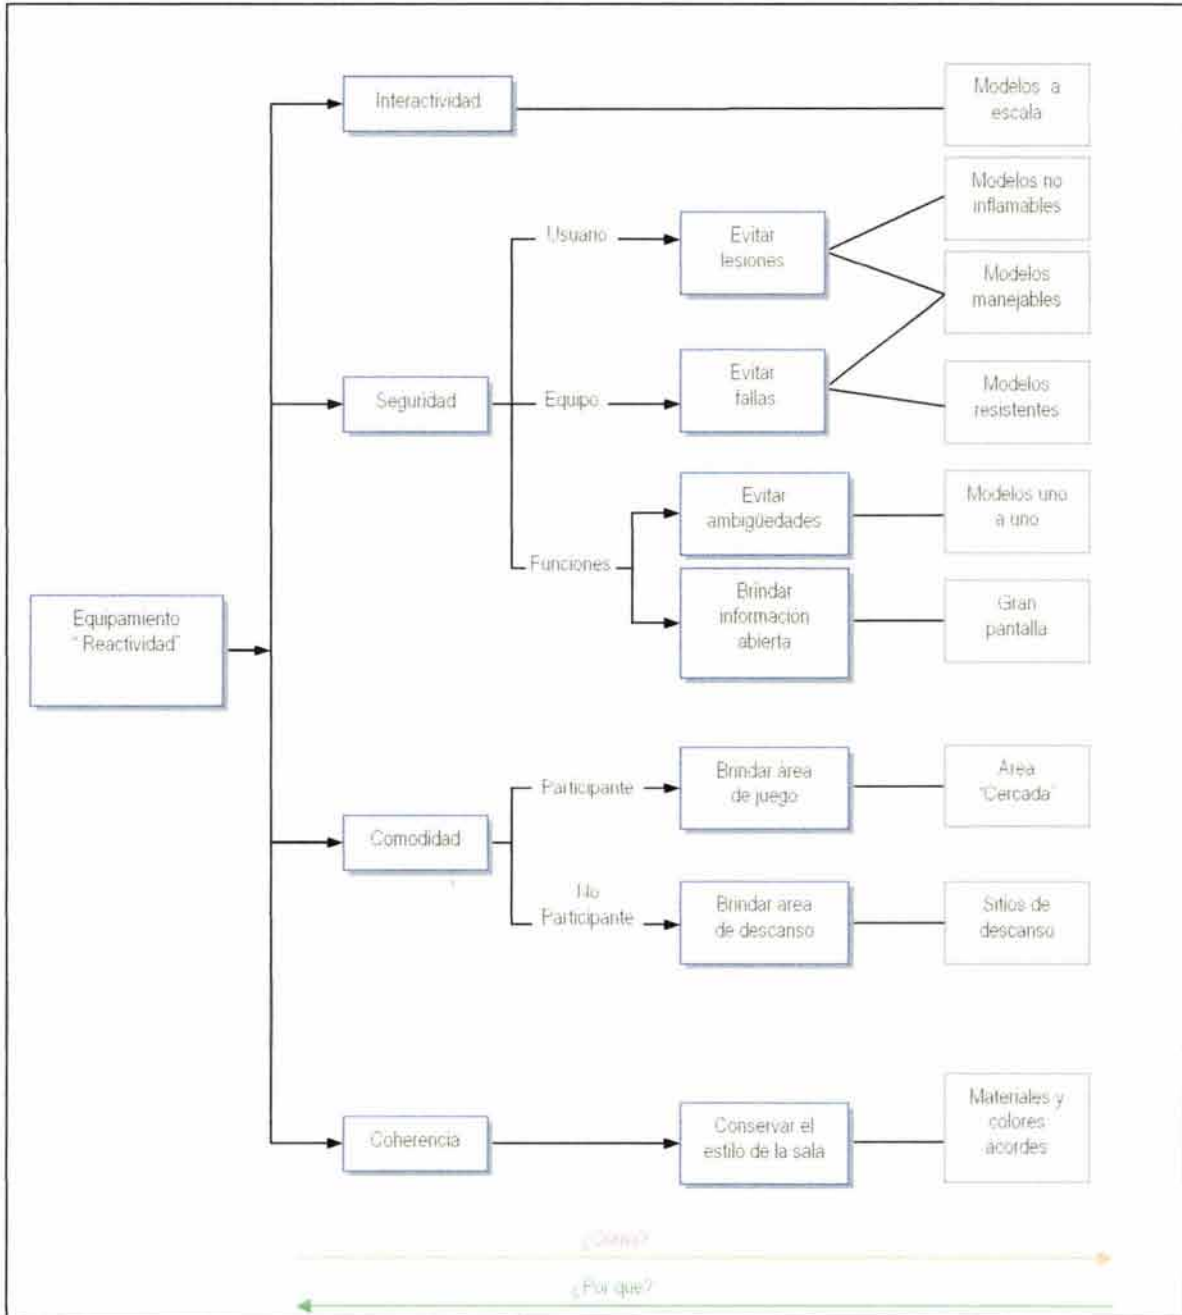 Interactividad
Modelos a
escala
Modelos no
inflamables
Usuario
Evitar
lesiones
Modelos
manejables
Seguridad
Equipo
Evitar
fallas
Modelos
resistentes
Evitar
ambigüedades
Modelos uno
a uno
Funciones
Brindar
información
abierta
Gran
pantalla
Equipamiento
"Reactividad"
Participante
Brindar área
de juego
Area
"Cercada"
Comodidad
No
Participante
Brindar area
de descanso
Sitios de
descanso
Coherencia
Conservar el
estilo de la sala
Materiales y
colores
acordes
¿Cómo?
¿Por que?